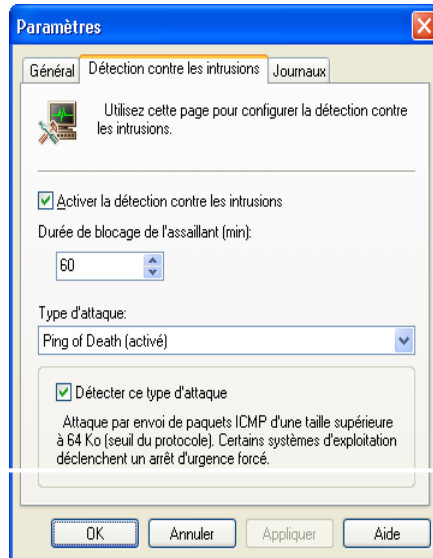 Paramètres
Général Détection contre les intrusions Journaux
Utilisez cette page pour configurer la détection contre
les intrusions.
Activer la détection contre les intrusions
Durée de blocage de l'assaillant (min):
60
Type d'attaque:
Ping of Death (activé)
Détecter ce type d'attaque
Attaque par envoi de paquets ICMP d'une taille supérieure
à 64 Ko (seuil du protocole). Certains systèmes d'exploitation
déclenchent un arrêt d'urgence forcé.
OK Annuler Appliquer Aide